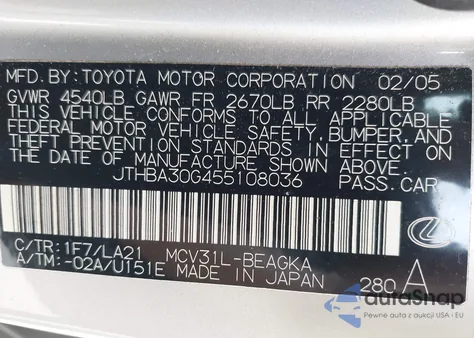 MFD.BY:TOYOTA MOTOR CORPORATION 02/05
GVWR 4540LB GAWR FR 2670LB RR 2280LB
THIS VEHICLE CONFORMS TO ALL APPLICABLE
FEDERAL MOTOR VEHICLE SAFETY, BUMPER, AND
THEFT PREVENTION STANDARDS IN EFFECT ON
THE DATE OF MANUFACTURE SHOWN ABOVE.
JTHBA30G455108036 PASS.CAR
C/TR:1F7/LA21 MCV31L-BEAGKA
A/TM:-02A/U151E MADE IN JAPAN 280 A
autoSnap
Pewne auta z aukcji USA - EU